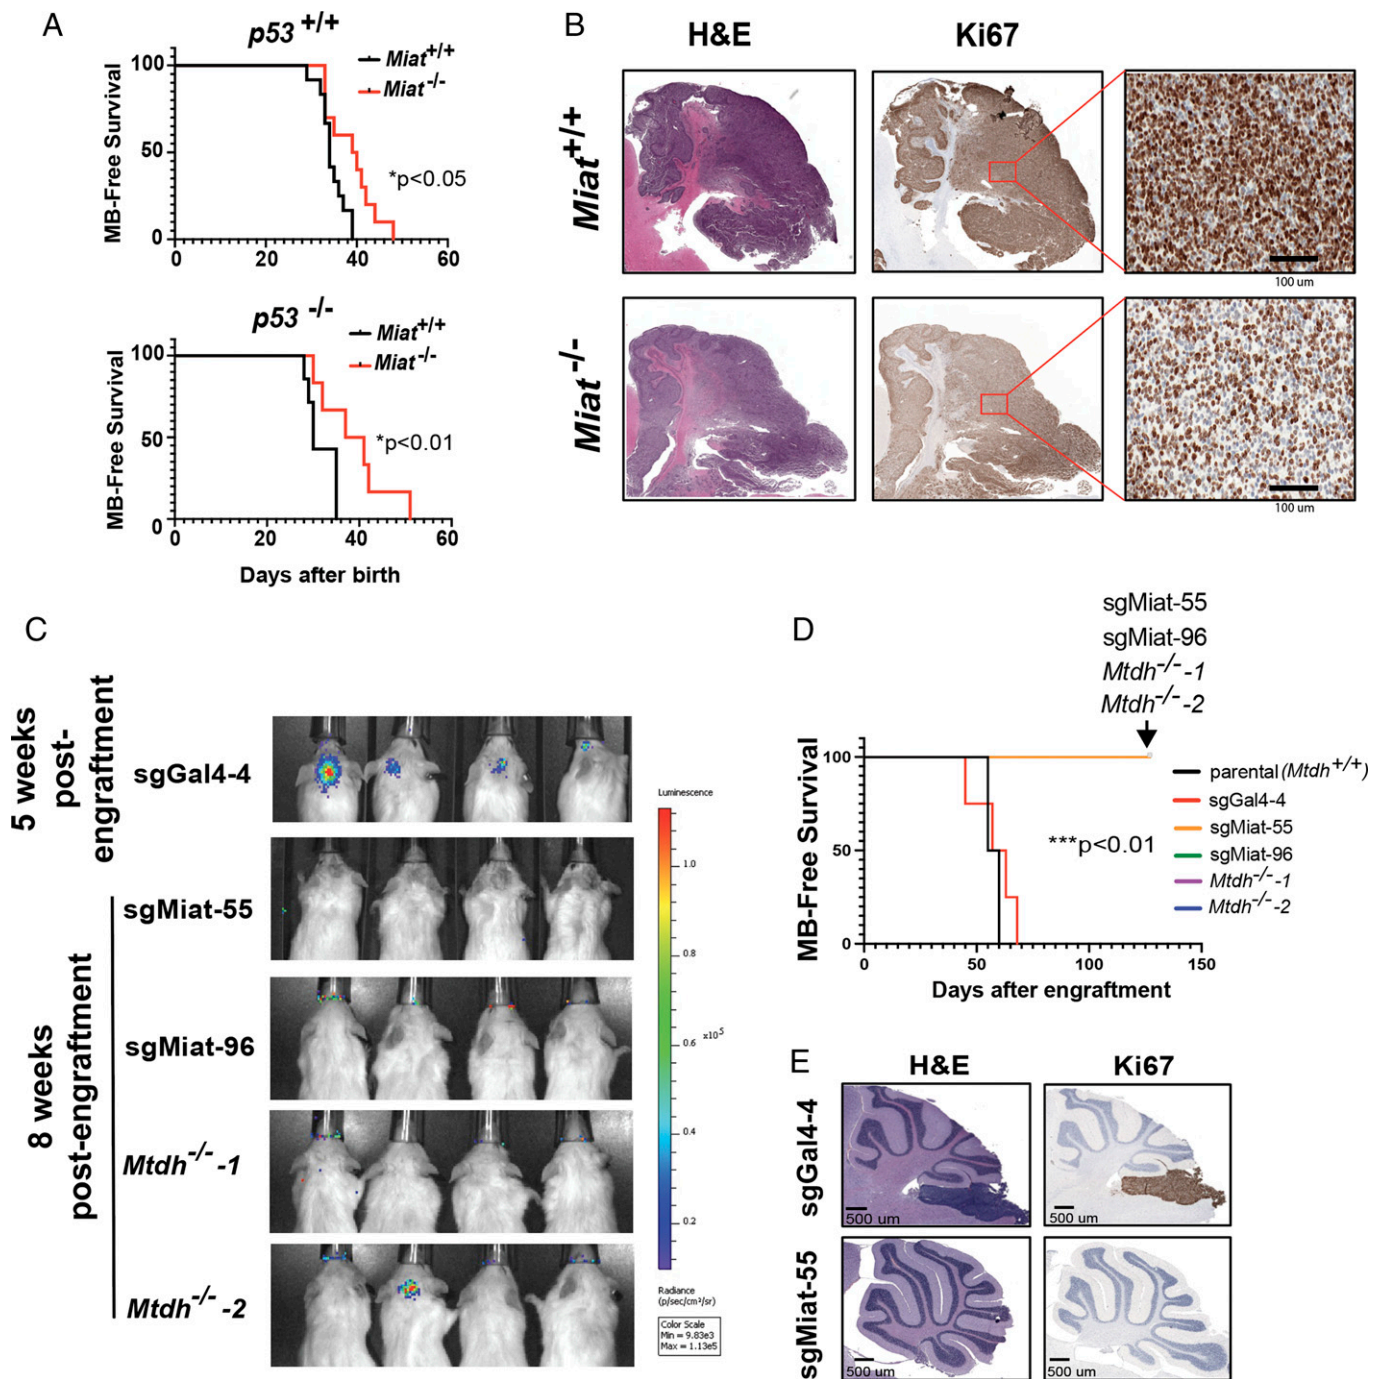 A
p53 +/+
Miat+/+
Miat-/-
MB-Free Survival
100
50
0
*p<0.05
0 20 40 60
p53 -/-
Miat+/+
Miat-/-
MB-Free Survival
100
50
0
*p<0.01
0 20 40 60
Days after birth
B
H&E Ki67
Miat+/+
100 um
Miat-/-
100 um
C
5 weeks post-engraftment
sgGal4-4
8 weeks post-engraftment
sgMiat-55
sgMiat-96
Mtdh-/- -1
Mtdh-/- -2
Luminescence
1.0
0.8
0.6
x10^5
0.4
0.2
Radiance
(p/sec/cm²/sr)
Color Scale
Min = 9.83e3
Max = 1.13e5
D
sgMiat-55
sgMiat-96
Mtdh-/- -1
Mtdh-/- -2
MB-Free Survival
100
50
0
***p<0.01
0 50 100 150
Days after engraftment
parental (Mtdh+/+)
sgGal4-4
sgMiat-55
sgMiat-96
Mtdh-/- -1
Mtdh-/- -2
E
H&E Ki67
sgGal4-4
500 um
500 um
sgMiat-55
500 um
500 um